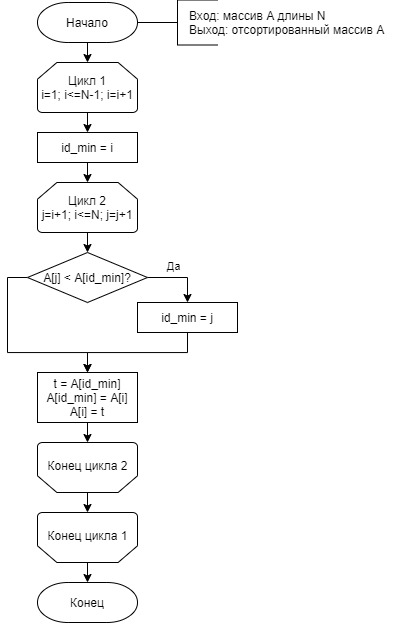 Начало
Вход: массив A длины N
Выход: отсортированный массив A
Цикл 1
i=1; i<=N-1; i=i+1
id_min = i
Цикл 2
j=i+1; i<=N; j=j+1
A[j] < A[id_min]?
Да
id_min = j
t = A[id_min]
A[id_min] = A[i]
A[i] = t
Конец цикла 2
Конец цикла 1
Конец